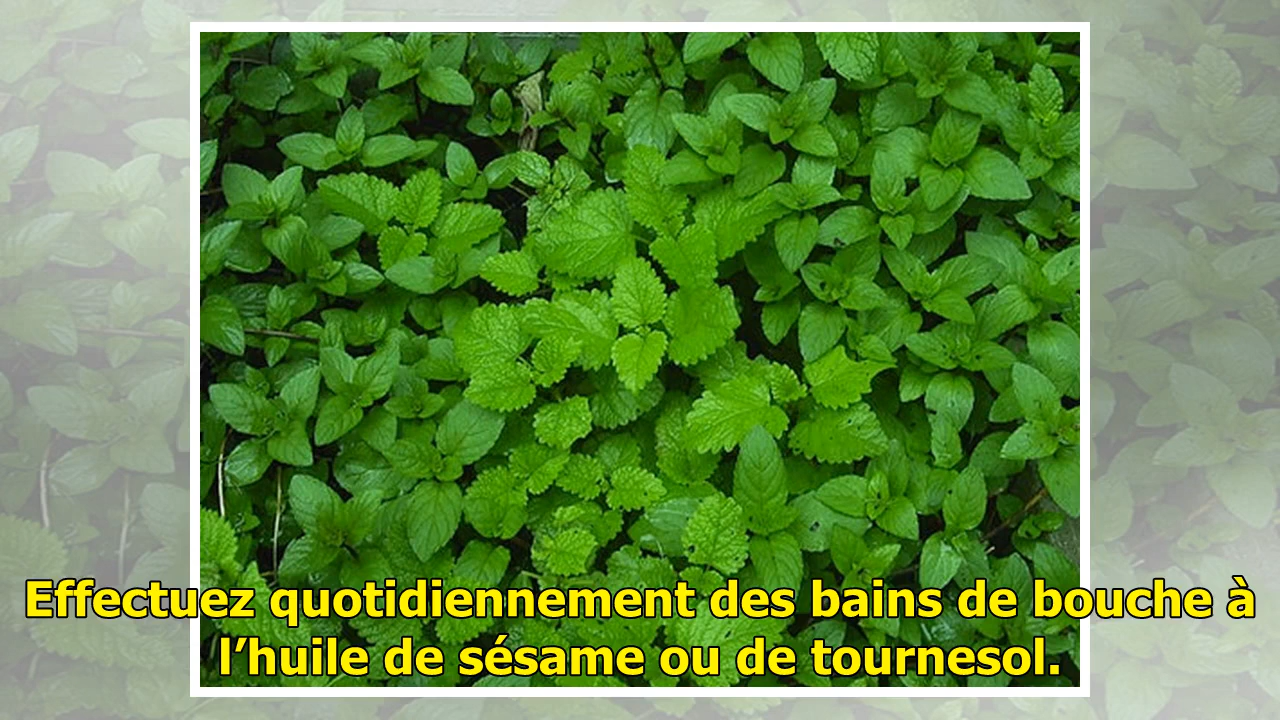 Effectuez quotidiennement des bains de bouche à
l’huile de sésame ou de tournesol.